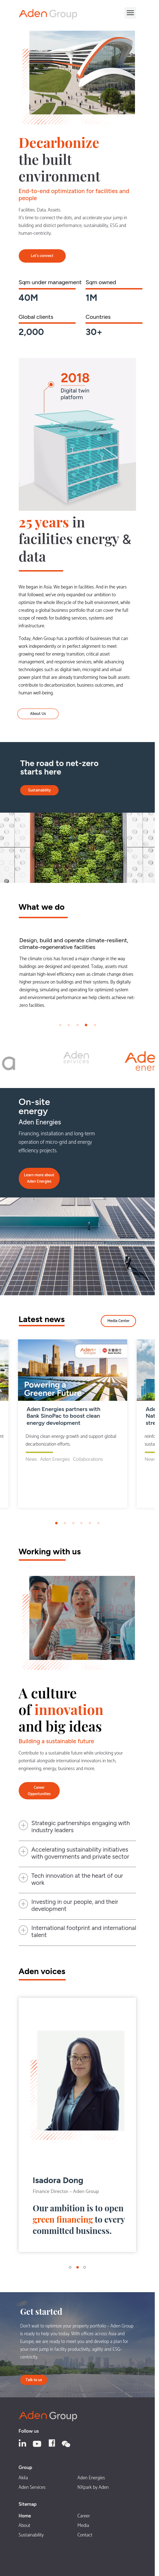 Aden Group
Decarbonize
the built
environment
End-to-end optimization for facilities and
people
Facilities. Data. Assets
It's time to connect the dots, and accelerate your jump in
building and district performance, sustainability, ESG and
human-centricity.
Let's connect
Sqm under management
Sqm owned
40M
1M
Global clients
Countries
2,000
30+
2018
Digital twin
platform
25 years in
facilities energy &
data
We began in Asia. We began in facilities. And in the years
that followed, we've only expanded our ambition to
optimize the whole lifecycle of the built environment, while
creating a global business portfolio that can cover the full
scope of needs for building services, systems and
infrastructure.
Today, Aden Group has a portfolio of businesses that can
work independently or in perfect alignment to meet
growing need for energy transition, critical asset
management, and responsive services, while advancing
technologies such as digital twin, microgrid and virtual
power plant that are already transforming how built assets
contribute to decarbonization, business outcomes, and
human well-being.
About Us
The road to net-zero
starts here
Sustainability
What we do
Design, build and operate climate-resilient,
climate-regenerative facilities
The climate crisis has forced a major rethink in the way
buildings are designed and operated. Today, assets must
maintain high-level efficiency even as climate change places
higher pressures on buildings and their systems. By digitally
designing, simulating and operating for optimized system
and environmental performance we help clients achieve net-
zero facilities.
a
Aden
services
Ade
ener
On-site
energy
Aden Energies
Financing, installation and long-term
operation of micro-grid and energy
efficiency projects.
Learn more about
Aden Energies
Latest news
Media Center
Powering a
Greener Future
Aden Energies partners with
Bank SinoPac to boost clean
energy development
Driving clean energy growth and support global
decarbonization efforts.
News
Aden Energies
Collaborations
Working with us
A culture
of innovation
and big ideas
Building a sustainable future
Contribute to a sustainable future while unlocking your
potential alongside international innovators in tech,
engineering, energy, business and more.
Career
Opportunities
Strategic partnerships engaging with
industry leaders
Accelerating sustainability initiatives
with governments and private sector
Tech innovation at the heart of our
work
Investing in our people, and their
development
International footprint and international
talent
Aden voices
Isadora Dong
Finance Director – Aden Group
Our ambition is to open
green financing to every
committed business.
Get started
Don't wait to optimize your property portfolio – Aden Group
is ready to help you today. With offices across Asia and
Europe, we are ready to meet you and develop a plan for
your next jump in facility productivity, agility and ESG-
centricity.
Talk to us
Aden Group
Follow us
Group
Akila
Aden Energies
Aden Services
NXpark by Aden
Sitemap
Home
Career
About
Media
Sustainability
Contact